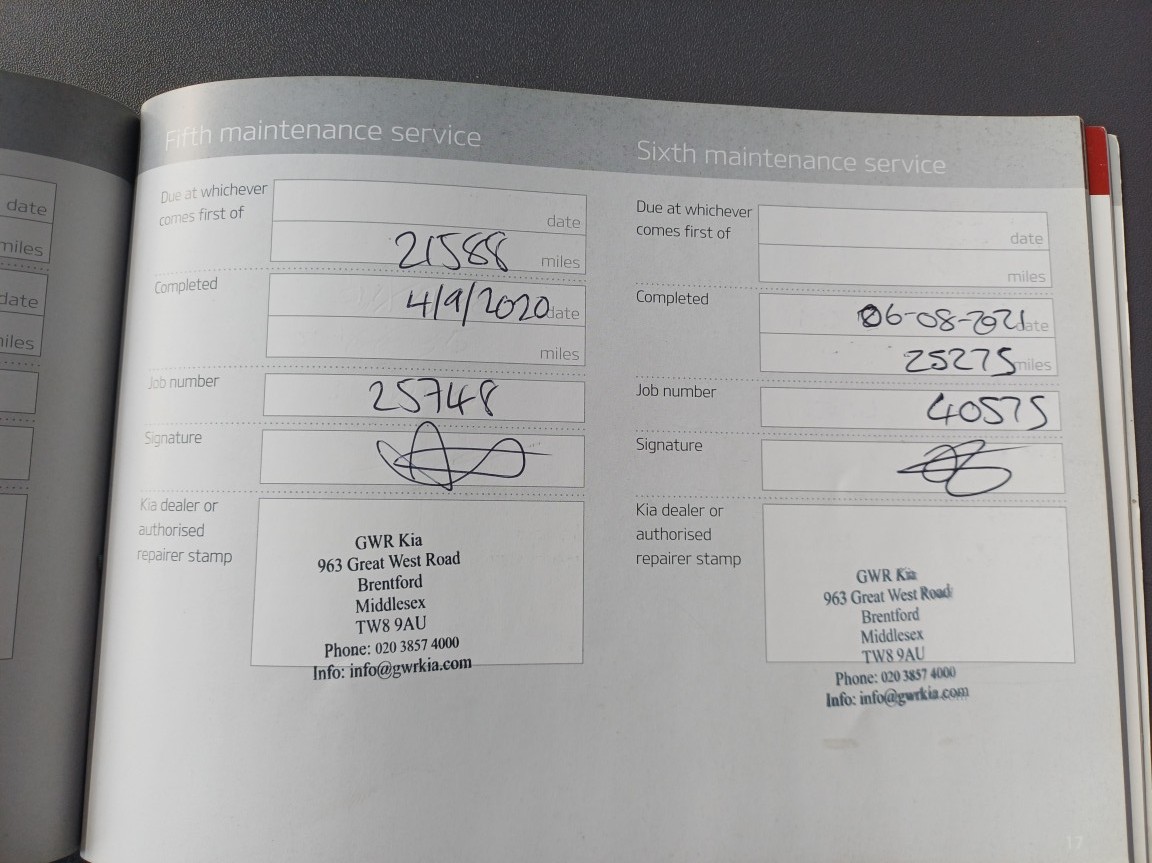 date
miles
date
miles
Fifth maintenance service
Due at whichever
comes first of
date
21588 miles
Completed
4/9/2020 date
miles
Job number
25748
Signature
Kia dealer or
authorised
repairer stamp
GWR Kia
963 Great West Road
Brentford
Middlesex
TW8 9AU
Phone: 020 3857 4000
Info: info@gwrkia.com
Sixth maintenance service
Due at whichever
comes first of
date
miles
Completed
06-08-2021 date
25275 miles
Job number
40575
Signature
Kia dealer or
authorised
repairer stamp
GWR Kia
963 Great West Road
Brentford
Middlesex
TW8 9AU
Phone: 020 3857 4000
Info: info@gwrkia.com
17